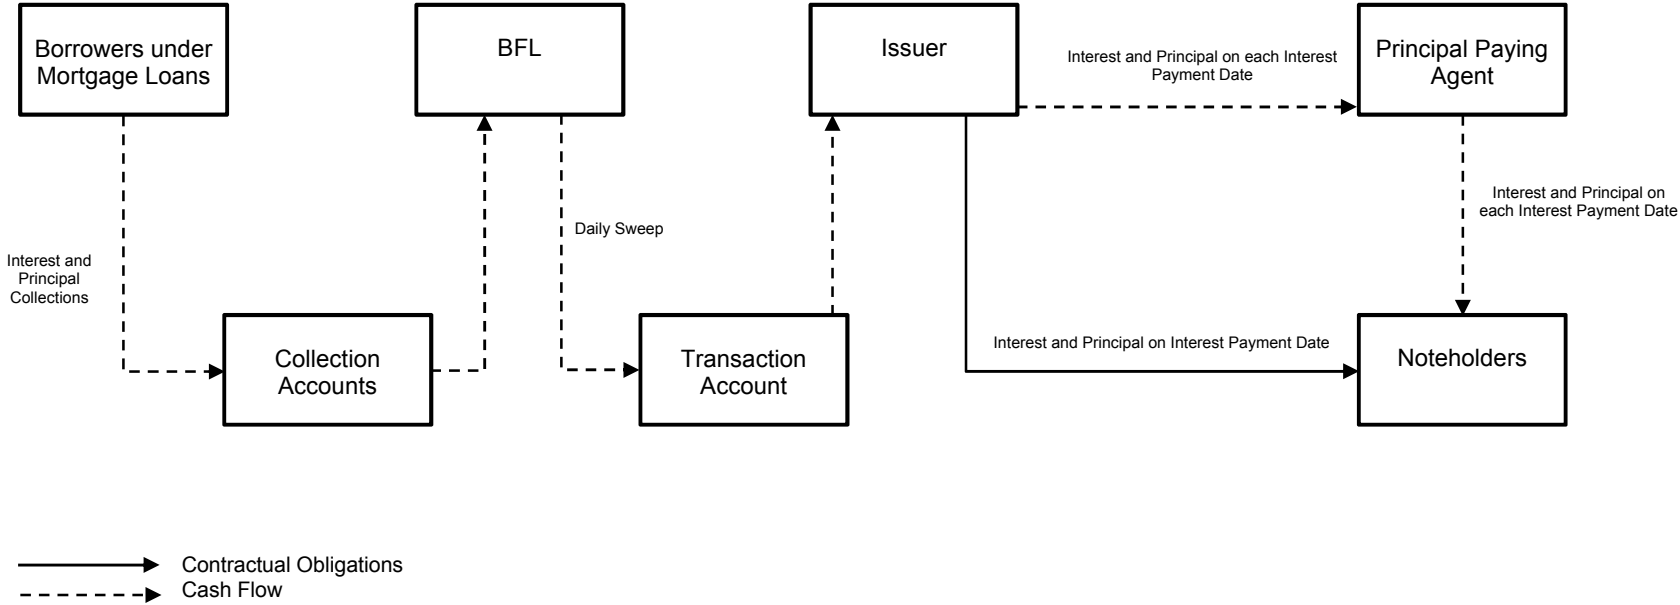 Borrowers under
Mortgage Loans
BFL
Issuer
Interest and Principal on each Interest
Payment Date
Principal Paying
Agent
Interest and
Principal
Collections
Daily Sweep
Interest and Principal on
each Interest Payment Date
Collection
Accounts
Transaction
Account
Interest and Principal on Interest Payment Date
Noteholders
Contractual Obligations
Cash Flow